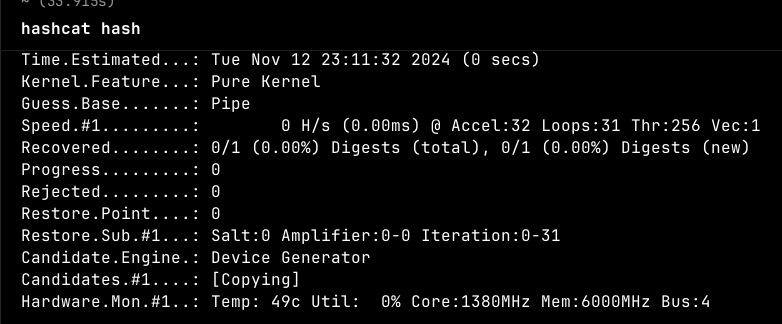 ~ (33.915s)
hashcat hash
Time.Estimated...: Tue Nov 12 23:11:32 2024 (0 secs)
Kernel.Feature...: Pure Kernel
Guess.Base.......: Pipe
Speed.#1.........:        0 H/s (0.00ms) @ Accel:32 Loops:31 Thr:256 Vec:1
Recovered........: 0/1 (0.00%) Digests (total), 0/1 (0.00%) Digests (new)
Progress.........: 0
Rejected.........: 0
Restore.Point....: 0
Restore.Sub.#1...: Salt:0 Amplifier:0-0 Iteration:0-31
Candidate.Engine.: Device Generator
Candidates.#1....: [Copying]
Hardware.Mon.#1..: Temp: 49c Util:  0% Core:1380MHz Mem:6000MHz Bus:4